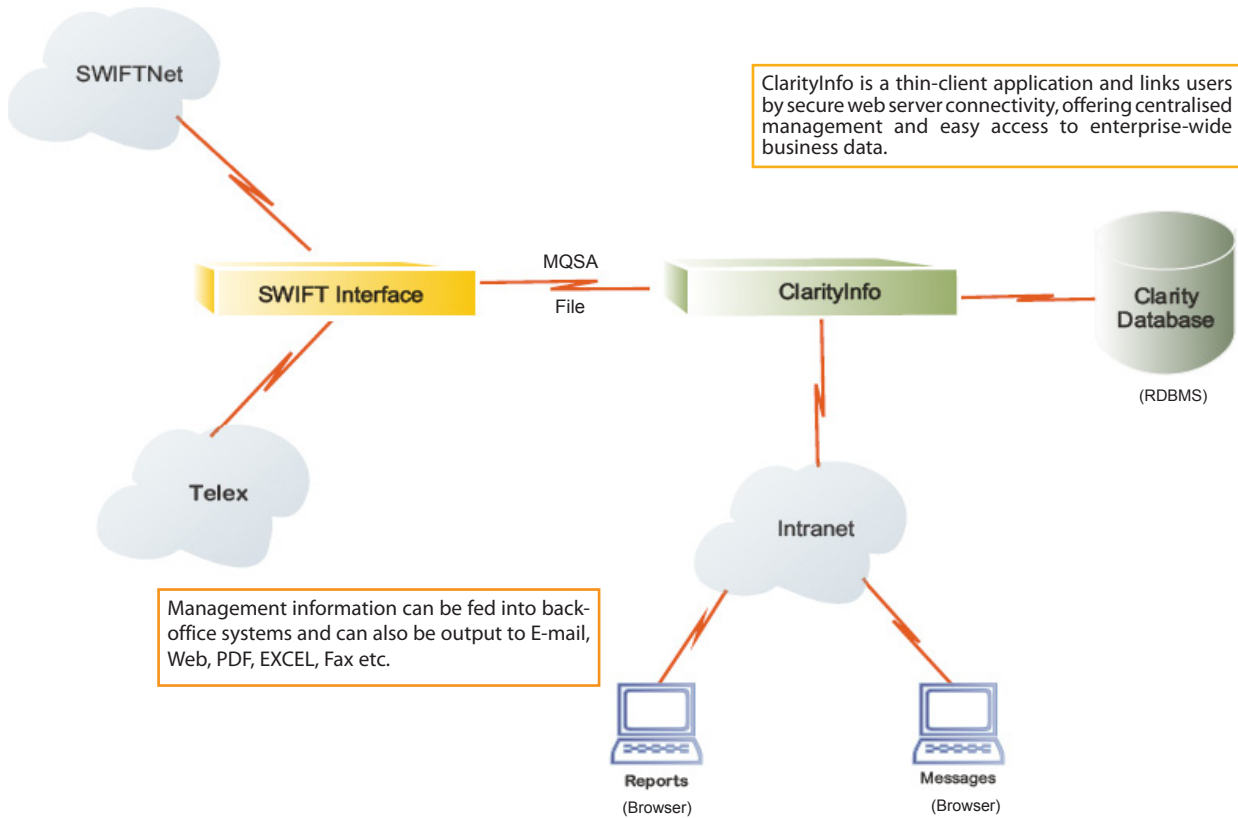 SWIFTNet
ClarityInfo is a thin-client application and links users
by secure web server connectivity, offering centralised
management and easy access to enterprise-wide
business data.
MQSA
SWIFT Interface
File
ClarityInfo
Clarity
Database
(RDBMS)
Telex
Intranet
Management information can be fed into back-
office systems and can also be output to E-mail,
Web, PDF, EXCEL, Fax etc.
Reports
(Browser)
Messages
(Browser)